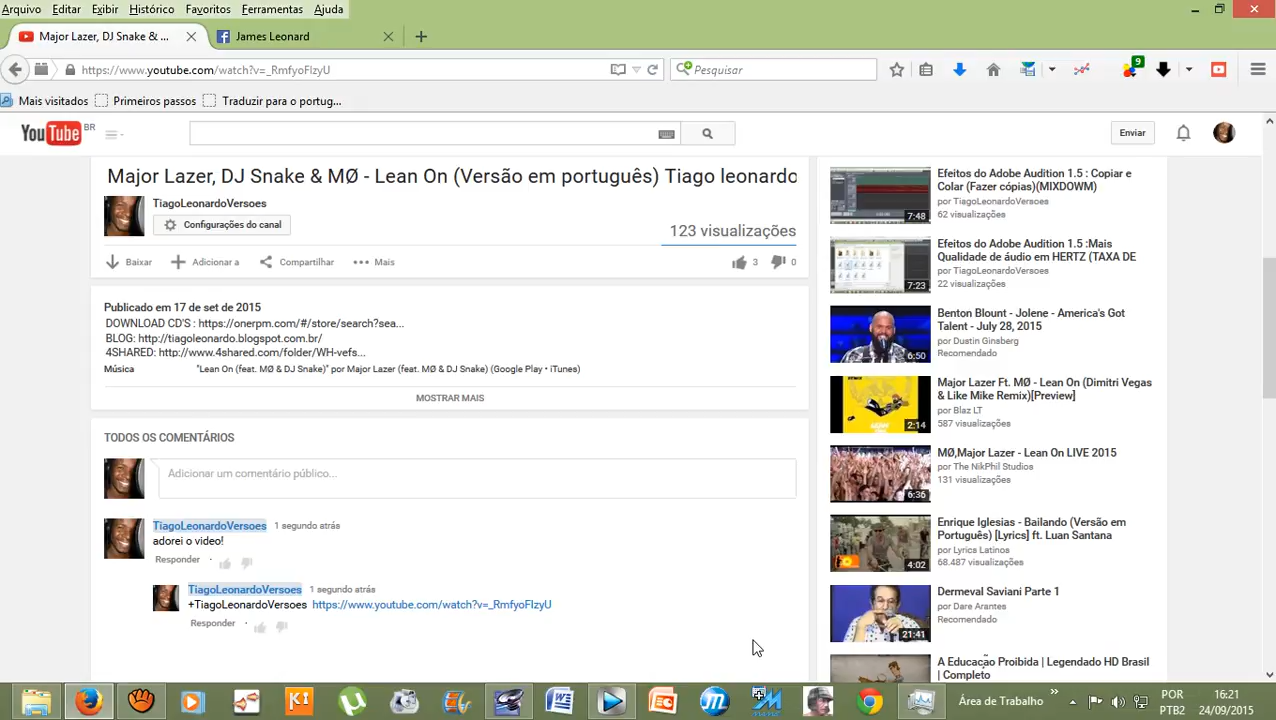 Arquivo Editar Exibir Histórico Favoritos Ferramentas Ajuda
Major Lazer, DJ Snake & ...
James Leonard
https://www.youtube.com/watch?v=_RmfyoFIzyU
Pesquisar
9
Mais visitados
Primeiros passos
Traduzir para o portug...
YouTube BR
Enviar
Major Lazer, DJ Snake & MØ - Lean On (Versão em português) Tiago leonardo
TiagoLeonardoVersoes
Configurações do canal
123 visualizações
Baixar
Adicionar a
Compartilhar
Mais
3
0
Publicado em 17 de set de 2015
DOWNLOAD CD'S : https://onerpm.com/#/store/search?sea...
BLOG: http://tiagoleonardo.blogspot.com.br/
4SHARED: http://www.4shared.com/folder/WH-vefs...
Música "Lean On (feat. MØ & DJ Snake)" por Major Lazer (feat. MØ & DJ Snake) (Google Play • iTunes)
MOSTRAR MAIS
TODOS OS COMENTÁRIOS
Adicionar um comentário público...
TiagoLeonardoVersoes 1 segundo atrás
adorei o video!
Responder ·
TiagoLeonardoVersoes 1 segundo atrás
+TiagoLeonardoVersoes https://www.youtube.com/watch?v=_RmfyoFIzyU
Responder ·
7:48
Efeitos do Adobe Audition 1.5 : Copiar e
Colar (Fazer cópias)(MIXDOWM)
por TiagoLeonardoVersoes
62 visualizações
7:23
Efeitos do Adobe Audition 1.5 :Mais
Qualidade de áudio em HERTZ (TAXA DE
por TiagoLeonardoVersoes
22 visualizações
6:50
Benton Blount - Jolene - America's Got
Talent - July 28, 2015
por Dustin Ginsberg
Recomendado
2:14
Major Lazer Ft. MØ - Lean On (Dimitri Vegas
& Like Mike Remix)[Preview]
por Blaz LT
587 visualizações
6:36
MØ,Major Lazer - Lean On LIVE 2015
por The NikPhil Studios
131 visualizações
4:02
Enrique Iglesias - Bailando (Versão em
Português) [Lyrics] ft. Luan Santana
por Lyrics Latinos
68.487 visualizações
21:41
Dermeval Saviani Parte 1
por Dare Arantes
Recomendado
A Educação Proibida | Legendado HD Brasil
| Completo
K1
Área de Trabalho
POR
PTB2
16:21
24/09/2015